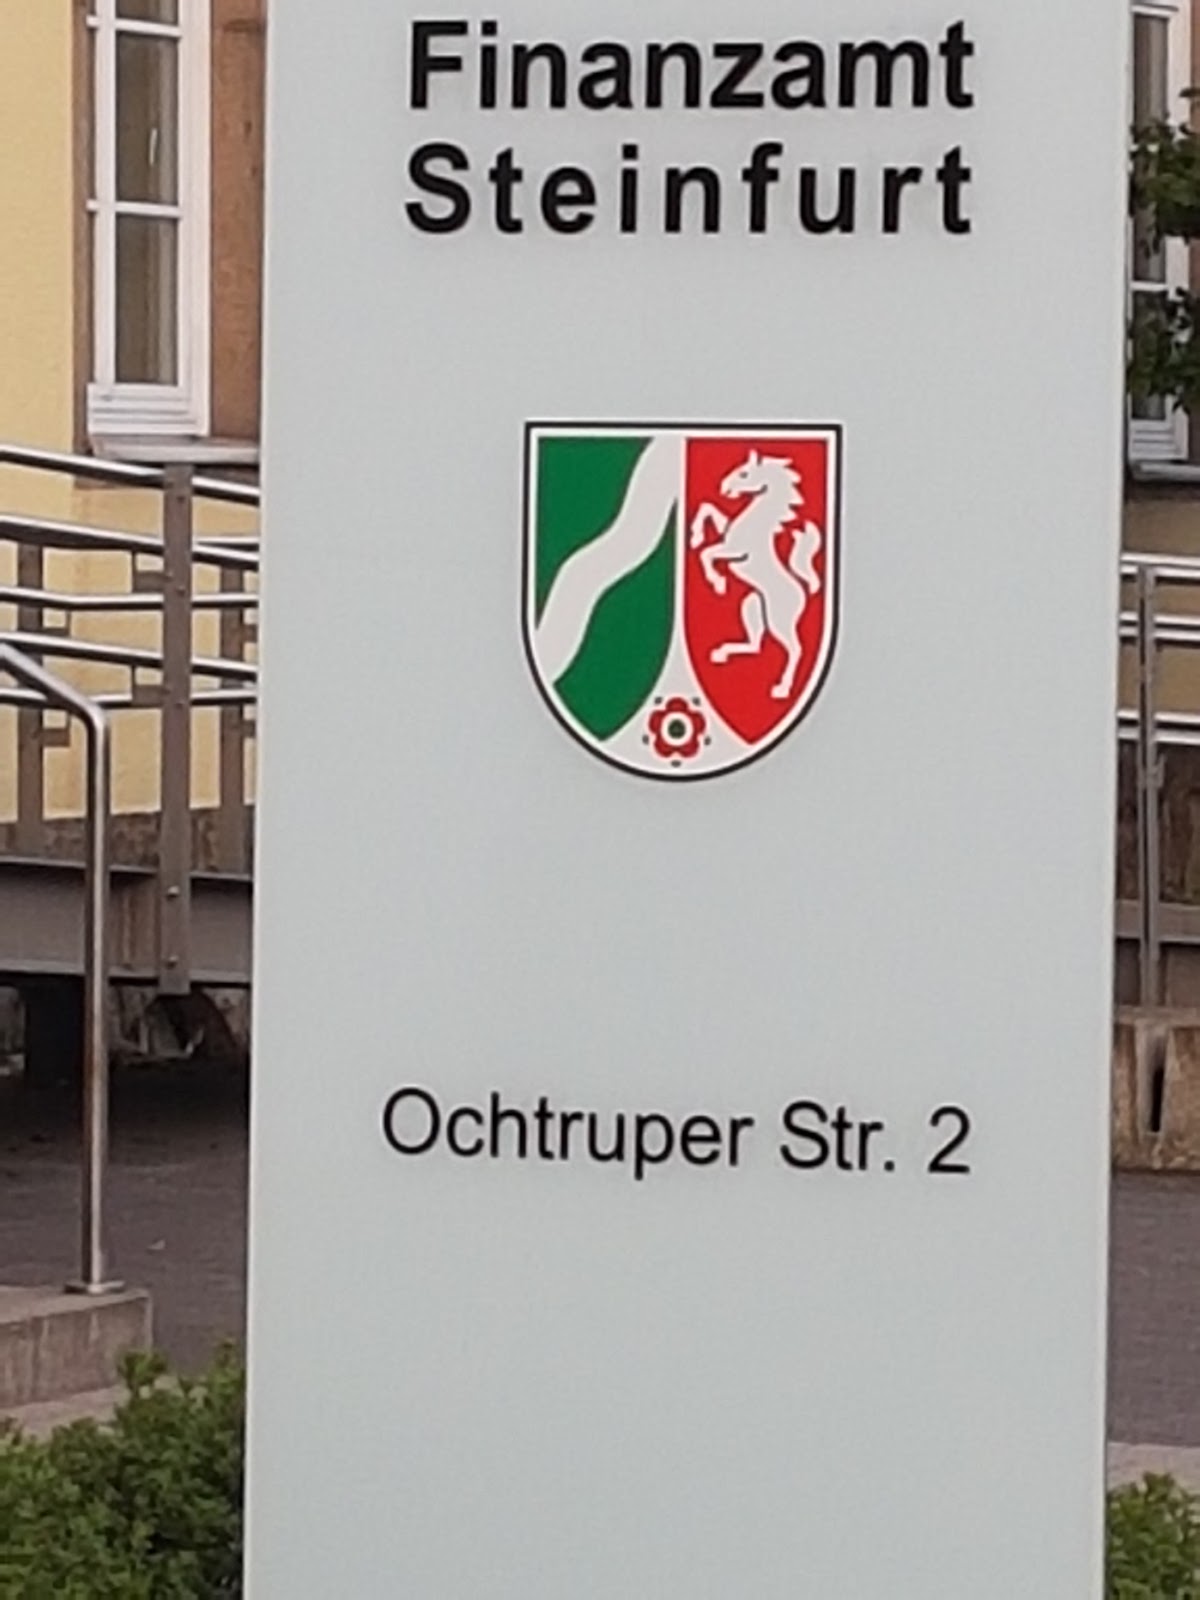 Finanzamt
Steinfurt
Ochtruper Str. 2